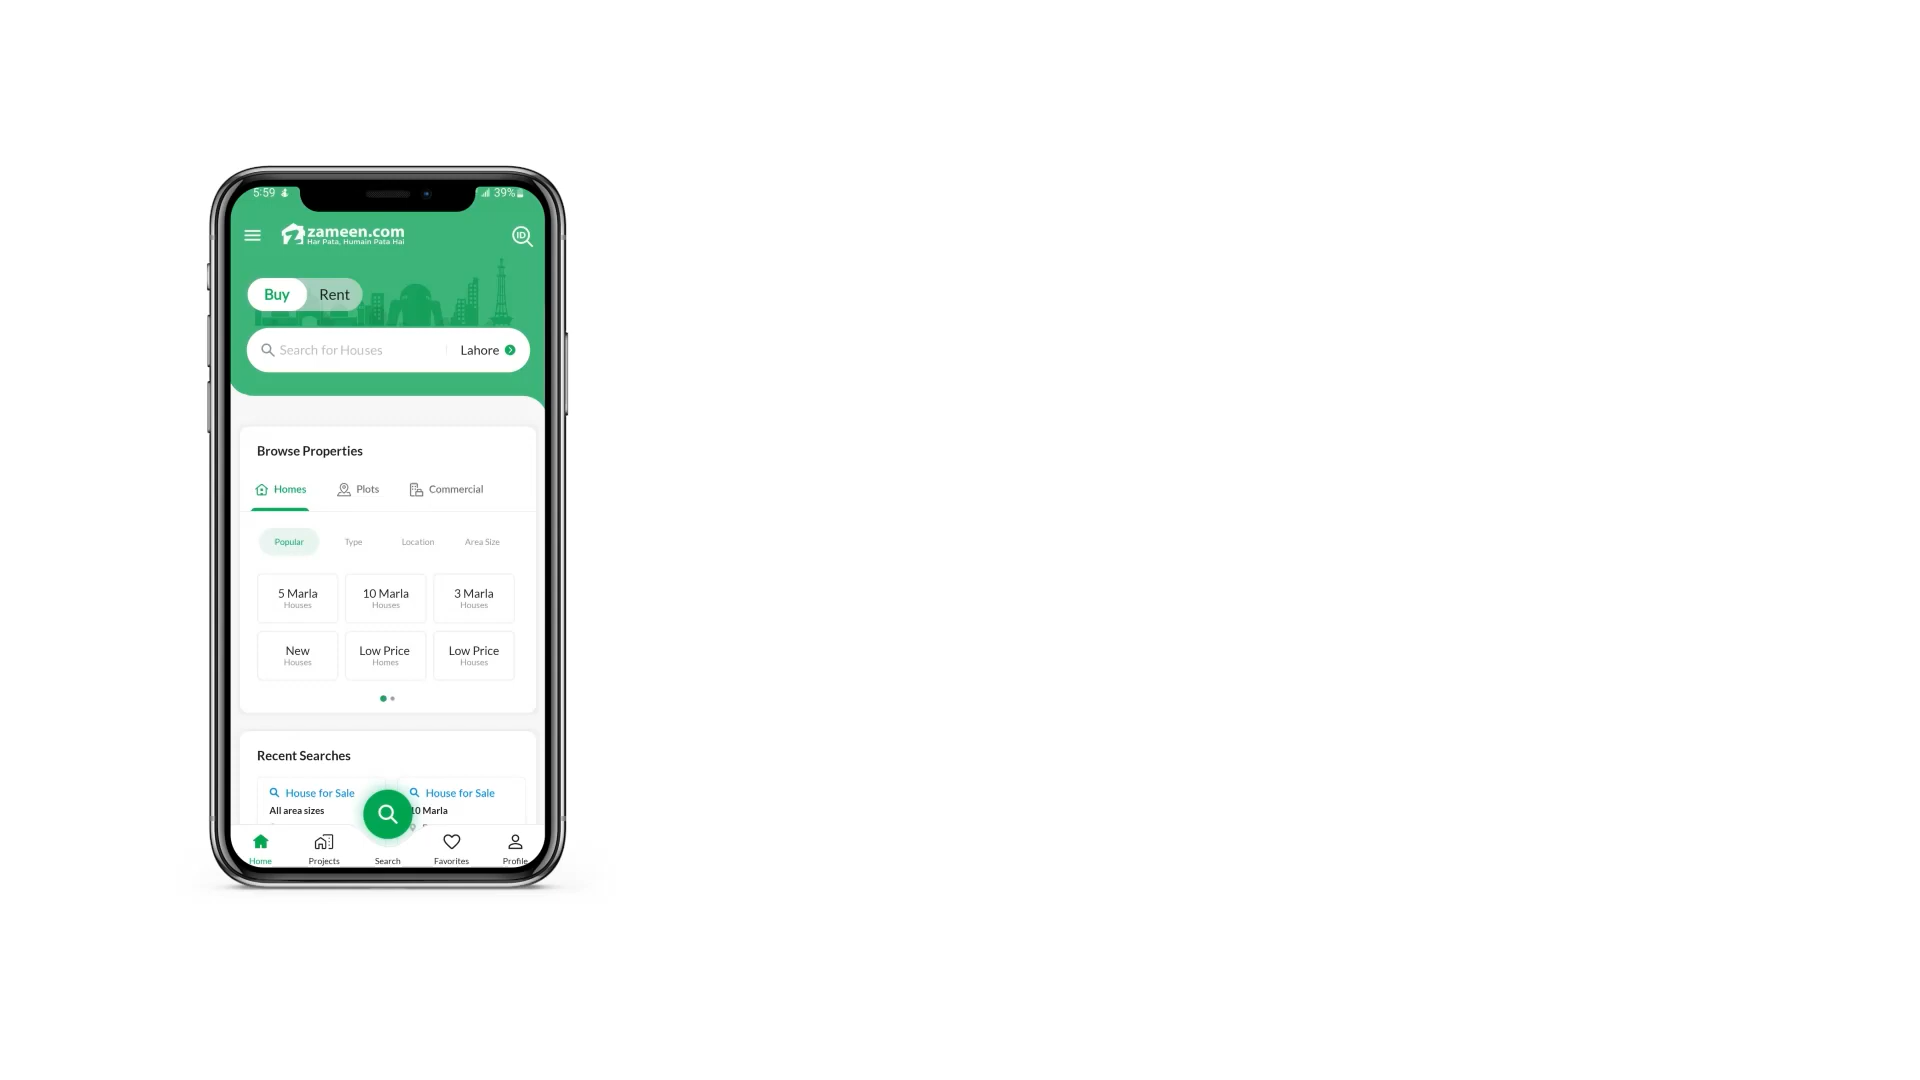 5:59
39%
zameen.com
Har Pata, Humain Pata Hai
ID
Buy Rent
Search for Houses Lahore
Browse Properties
Homes Plots Commercial
Popular Type Location Area Size
5 Marla 10 Marla 3 Marla
Houses Houses Houses
New Low Price Low Price
Houses Homes Houses
Recent Searches
House for Sale House for Sale
All area sizes 10 Marla
Home Projects Search Favorites Profile